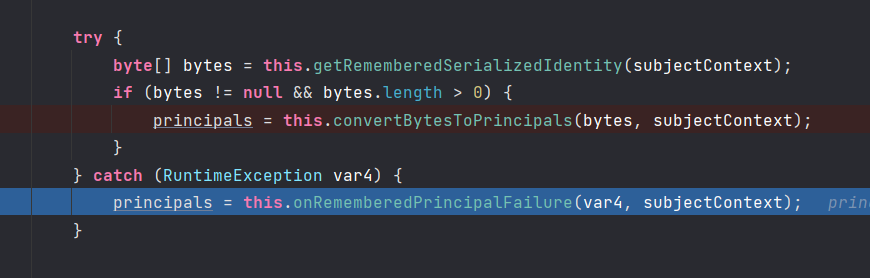 try {
byte[] bytes = this.getRememberedSerializedIdentity(subjectContext);
if (bytes != null && bytes.length > 0) {
principals = this.convertBytesToPrincipals(bytes, subjectContext);
}
} catch (RuntimeException var4) {
principals = this.onRememberedPrincipalFailure(var4, subjectContext);
}